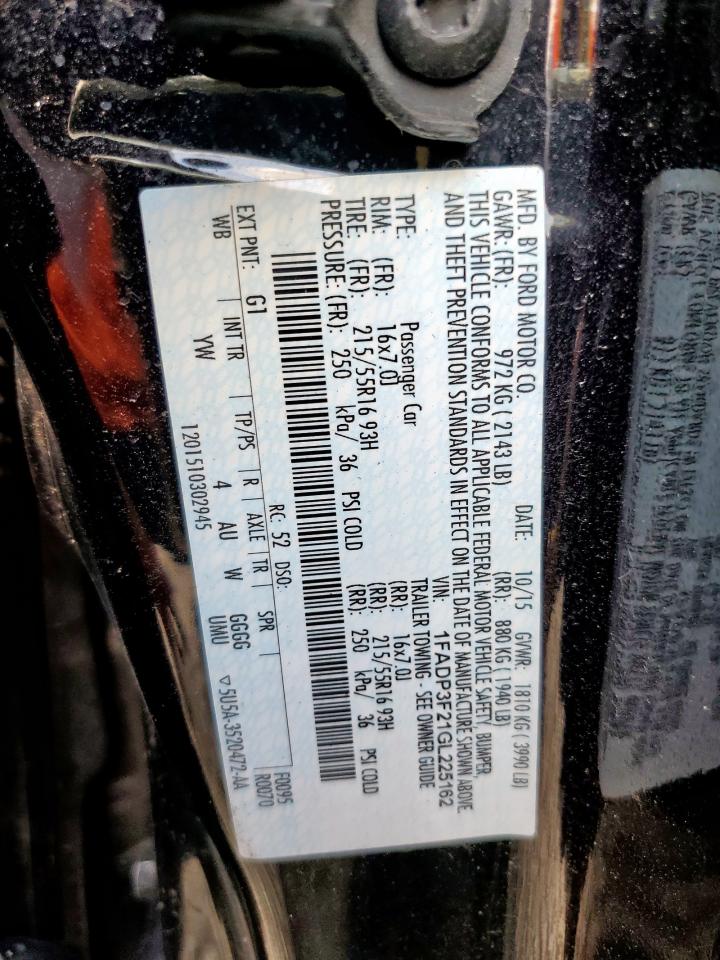 MFD. BY FORD MOTOR CO. DATE: 10/15 GVWR: 1810 KG ( 3990 LB)
GAWR: (FR): 972 KG ( 2143 LB) (RR): 880 KG ( 1940 LB)
THIS VEHICLE CONFORMS TO ALL APPLICABLE FEDERAL MOTOR VEHICLE SAFETY, BUMPER,
AND THEFT PREVENTION STANDARDS IN EFFECT ON THE DATE OF MANUFACTURE SHOWN ABOVE
VIN: 1FADP3F21GL225162
TYPE: Passenger Car TRAILER TOWING - SEE OWNER GUIDE
RIM: (FR): 16x7.0J (RR): 16x7.0J
TIRE: (FR): 215/55R16 93H (RR): 215/55R16 93H
PRESSURE: (FR): 250 kPa/ 36 PSI COLD (RR): 250 kPa/ 36 PSI COLD
RC: 52 DSO: F0095
EXT PNT: G1 R0070
WB | INT TR | TP/PS | R | AXLE | TR | SPR |
YW 4 AU W GGGG
UMU
1201510302945 ▽5U5A-3520472-AA